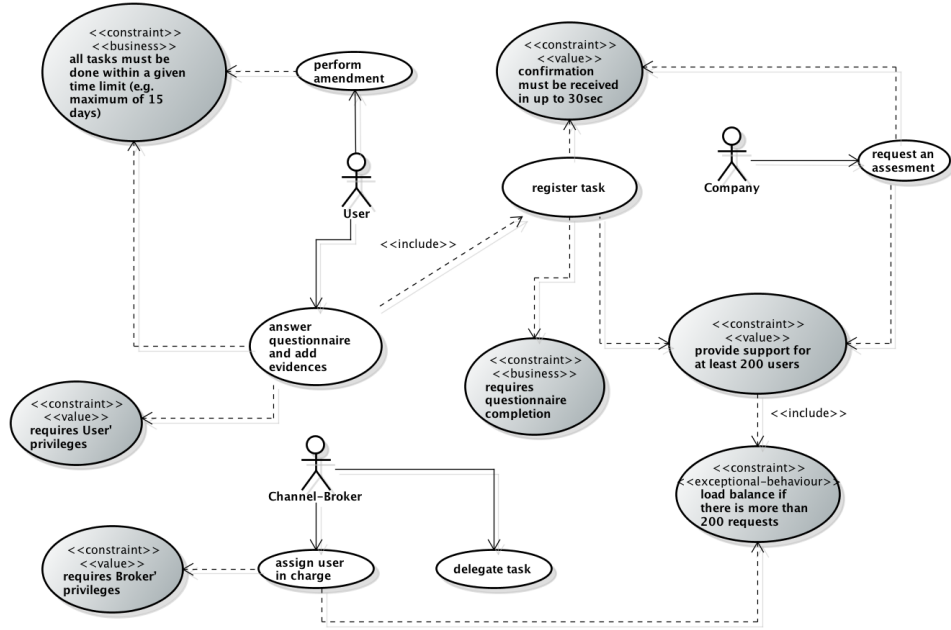 <<constraint>>
<<business>>
all tasks must be
done within a given
time limit (e.g.
maximum of 15
days)
perform
amendment
<<constraint>>
<<value>>
confirmation
must be received
in up to 30sec
User
register task
Company
request an
assesment
<<include>>
answer
questionnaire
and add
evidences
<<constraint>>
<<business>>
requires
questionnaire
completion
<<constraint>>
<<value>>
provide support for
at least 200 users
<<include>>
<<constraint>>
<<value>>
requires User'
privileges
Channel-Broker
<<constraint>>
<<exceptional-behaviour>>
load balance if
there is more than
200 requests
<<constraint>>
<<value>>
requires Broker'
privileges
assign user
in charge
delegate task